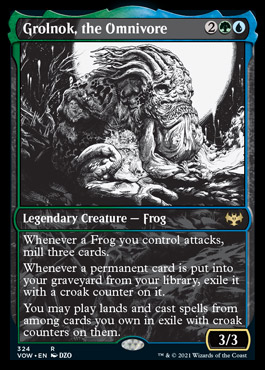 Grolnok, the Omnivore 2
Legendary Creature — Frog
Whenever a Frog you control attacks,
mill three cards.
Whenever a permanent card is put into
your graveyard from your library, exile it
with a croak counter on it.
You may play lands and cast spells from
among cards you own in exile with croak
counters on them.
3/3
324 R
VOW • EN DZO
™ & © 2021 Wizards of the Coast